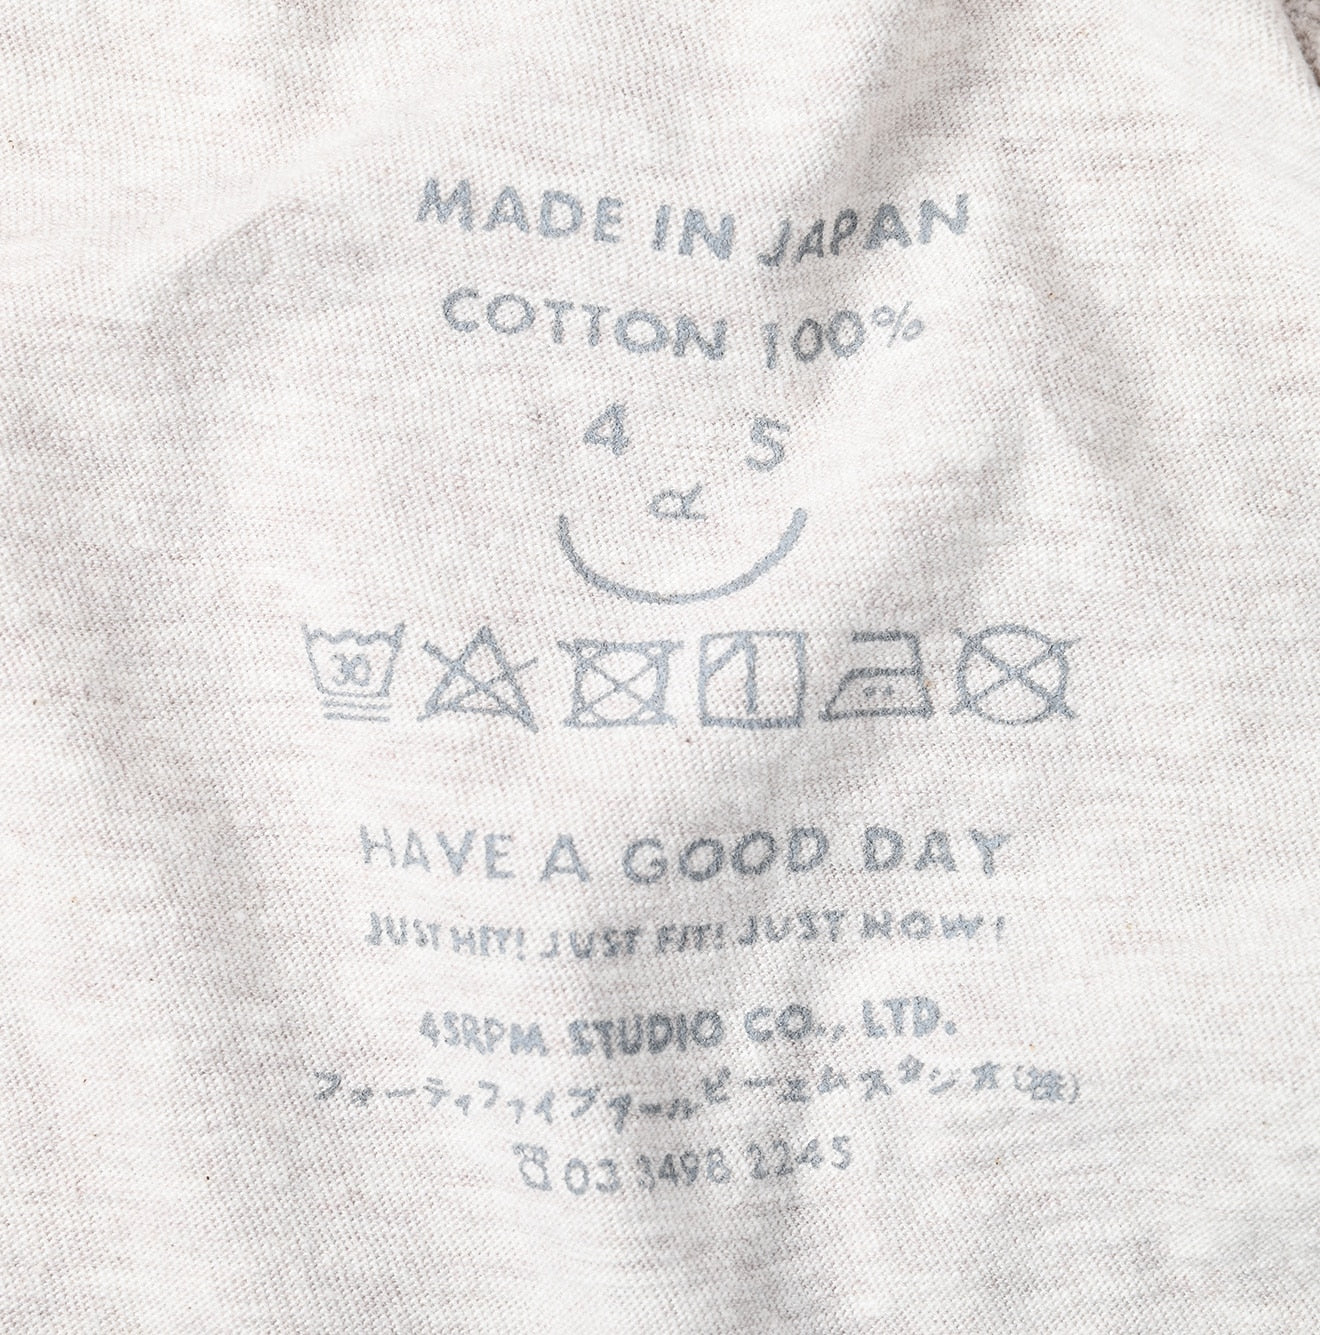 MADE IN JAPAN
COTTON 100%
4 5
R
30
HAVE A GOOD DAY
JUST HIT! JUST FIT! JUST NOW!
45RPM STUDIO CO., LTD.
フォーティファイブアールピーエムスタジオ(株)
☎03 3498 2245